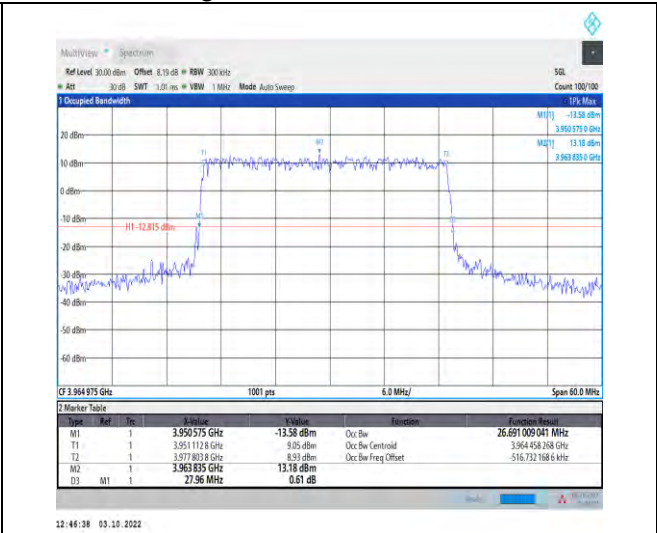 MultiView Spectrum
Ref Level 30.00 dBm Offset 8.19 dB RBW 300 kHz SGL
Att 30 dB SWT 1.01 ms VBW 1 MHz Mode Auto Sweep Count 100/100
1 Occupied Bandwidth 1Pk Max
M1[1] -13.58 dBm
3.950 575 0 GHz
M2[1] 13.18 dBm
3.963 835 0 GHz
20 dBm
M2
T1 T2
10 dBm
0 dBm
-10 dBm
M1
H1 -12.815 dBm
-20 dBm
-30 dBm
-40 dBm
-50 dBm
-60 dBm
CF 3.964 975 GHz 1001 pts 6.0 MHz/ Span 60.0 MHz
2 Marker Table
Type Ref Trc X-Value Y-Value Function Function Result
M1 1 3.950 575 GHz -13.58 dBm Occ Bw 26.691 009 041 MHz
T1 1 3.951 112 8 GHz 9.05 dBm Occ Bw Centroid 3.964 458 268 GHz
T2 1 3.977 803 8 GHz 8.93 dBm Occ Bw Freq Offset -516.732 168 6 kHz
M2 1 3.963 835 GHz 13.18 dBm
D3 M1 1 27.96 MHz 0.61 dB
12:46:38 03.10.2022